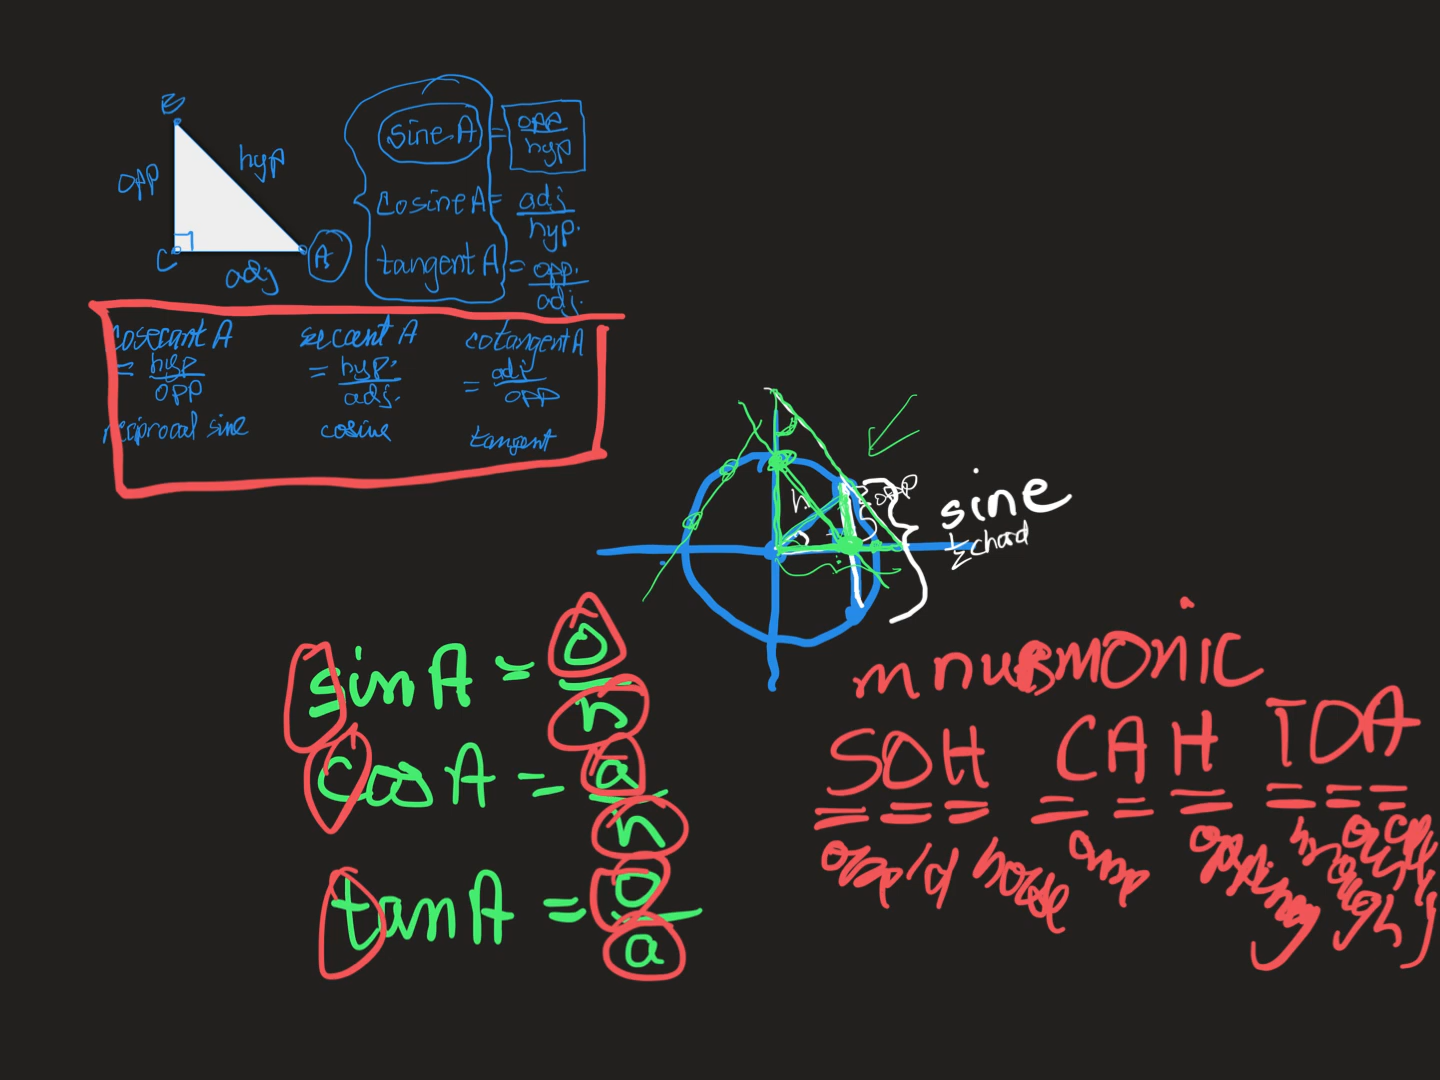 B
opp
hyp
C
adj
A
sine A = opp
hyp
cosine A = adj
hyp.
tangent A = opp.
adj.
cosecant A
= hyp
opp
reciprocal sine
secant A
= hyp.
adj.
cosine
cotangent A
= adj
opp
tangent
h
opp
sine
½ chord
sin A = o
h
cos A = a
h
tan A = o
a
SOH CAH TOA